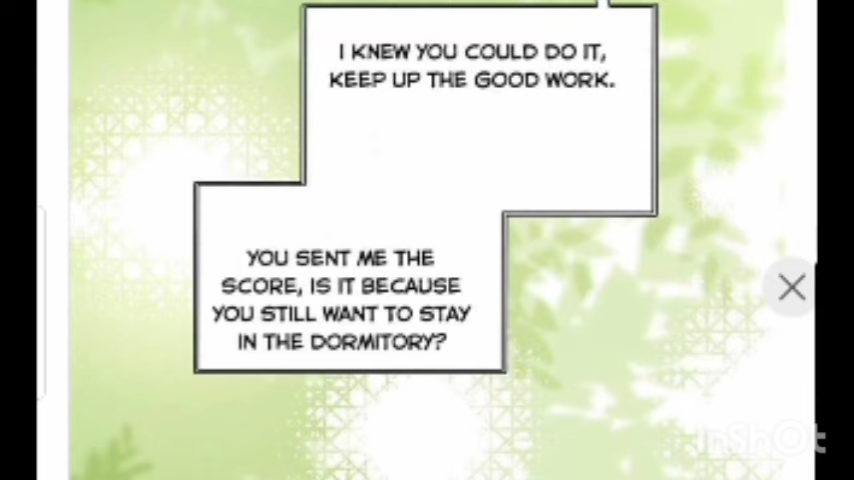 I KNEW YOU COULD DO IT,
KEEP UP THE GOOD WORK.
YOU SENT ME THE
SCORE, IS IT BECAUSE
YOU STILL WANT TO STAY
IN THE DORMITORY?
InShOt